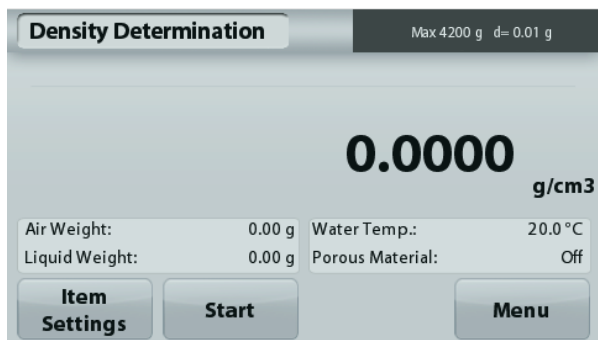 Density Determination
Max 4200 g d= 0.01 g
0.0000
g/cm3
Air Weight: 0.00 g Water Temp.: 20.0 °C
Liquid Weight: 0.00 g Porous Material: Off
Item
Settings
Start
Menu